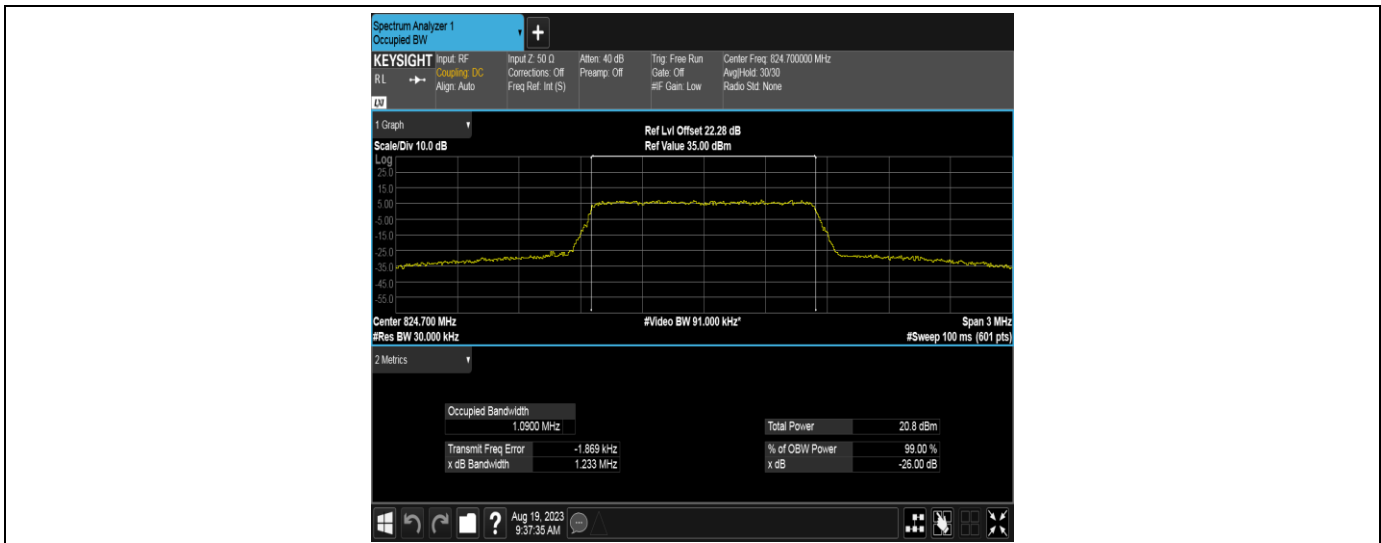 Spectrum Analyzer 1
Occupied BW
+
KEYSIGHT Input: RF Input Z: 50 Ω Atten: 40 dB Trig: Free Run Center Freq: 824.700000 MHz
RL Coupling: DC Corrections: Off Preamp: Off Gate: Off Avg|Hold: 30/30
Align: Auto Freq Ref: Int (S) #IF Gain: Low Radio Std: None
LXI
1 Graph
Ref Lvl Offset 22.28 dB
Scale/Div 10.0 dB Ref Value 35.00 dBm
Log
25.0
15.0
5.00
-5.00
-15.0
-25.0
-35.0
-45.0
-55.0
Center 824.700 MHz #Video BW 91.000 kHz* Span 3 MHz
#Res BW 30.000 kHz #Sweep 100 ms (601 pts)
2 Metrics
Occupied Bandwidth
1.0900 MHz Total Power 20.8 dBm
Transmit Freq Error -1.869 kHz % of OBW Power 99.00 %
x dB Bandwidth 1.233 MHz x dB -26.00 dB
? Aug 19, 2023
9:37:35 AM